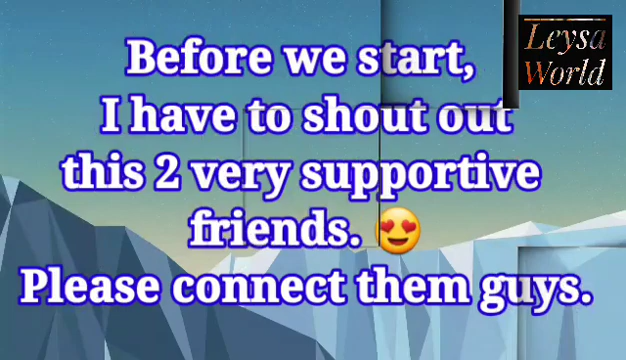 Leysa
World
Before we start,
I have to shout out
this 2 very supportive
friends. 😍
Please connect them guys.